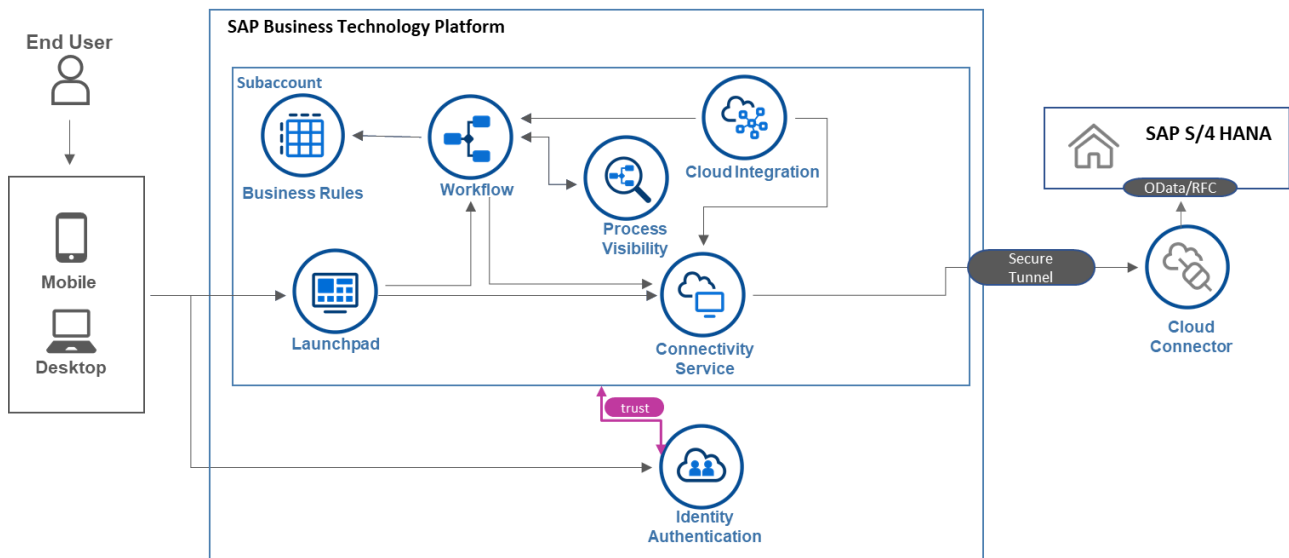 SAP Business Technology Platform
End User
Subaccount
SAP S/4 HANA
Business Rules
Workflow
Cloud Integration
OData/RFC
Process
Visibility
Mobile
Secure
Tunnel
Desktop
Launchpad
Connectivity
Service
Cloud
Connector
trust
Identity
Authentication